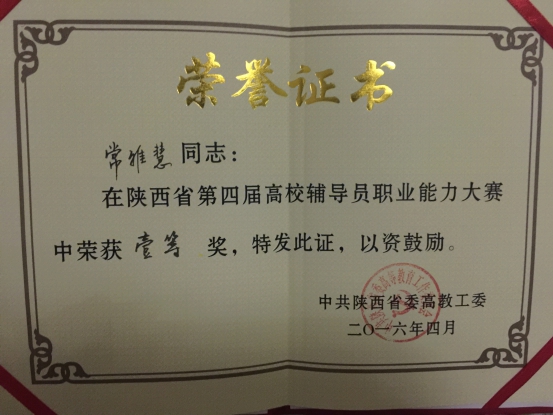 荣誉证书
常雅慧同志：
在陕西省第四届高校辅导员职业能力大赛
中荣获 壹等 奖，特发此证，以资鼓励。
中共陕西省委高教工委
二〇一六年四月